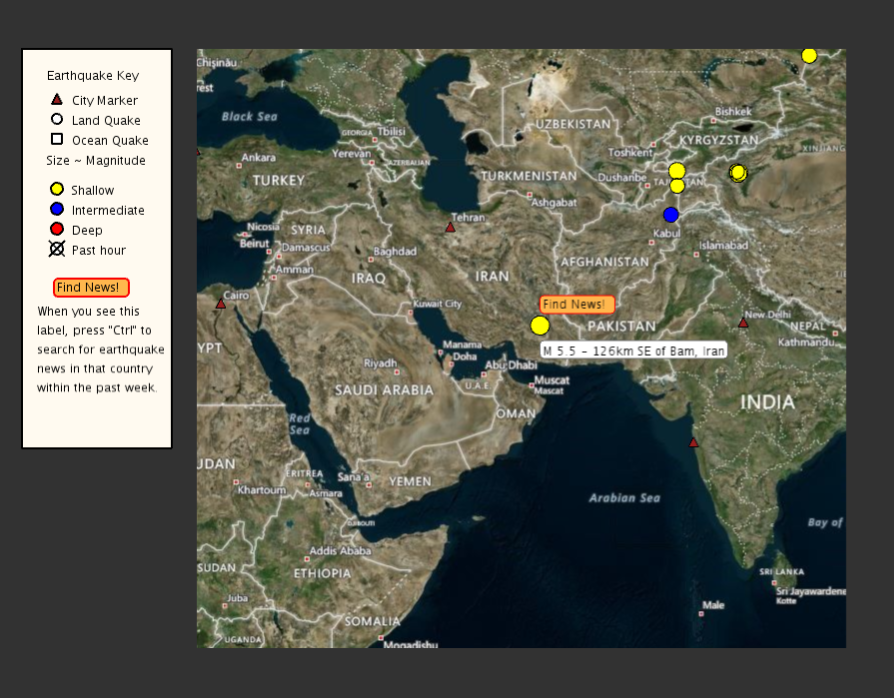 Earthquake Key
City Marker
Land Quake
Ocean Quake
Size ~ Magnitude
Shallow
Intermediate
Deep
Past hour
Find News!
When you see this
label, press "Ctrl" to
search for earthquake
news in that country
within the past week.
Chişinău
rest
Black Sea
GEORGIA
Tbilisi
Yerevan
AZERBAIJAN
Ankara
TURKEY
UZBEKISTAN
Bishkek
KYRGYZSTAN
XINJIANG
Toshkent
TURKMENISTAN
Dushanbe
Ashgabat
Nicosia
SYRIA
Beirut
Damascus
Tehran
Baghdad
Amman
IRAQ
IRAN
Kabul
Islamabad
AFGHANISTAN
Cairo
Kuwait City
Find News!
PAKISTAN
New Delhi
NEPAL
Kathmandu
YPT
Manama
Doha
M 5.5 - 126km SE of Bam, Iran
Riyadh
Abu Dhabi
U.A.E.
Muscat
Mascat
SAUDI ARABIA
OMAN
INDIA
Red
Sea
UDAN
ERITREA
Sana'a
YEMEN
Khartoum
Asmara
Arabian Sea
Bay of
DJIBOUTI
Addis Ababa
SUDAN
ETHIOPIA
SRI LANKA
Sri Jayawardene
Kotte
Juba
Male
SOMALIA
UGANDA
Mogadishu